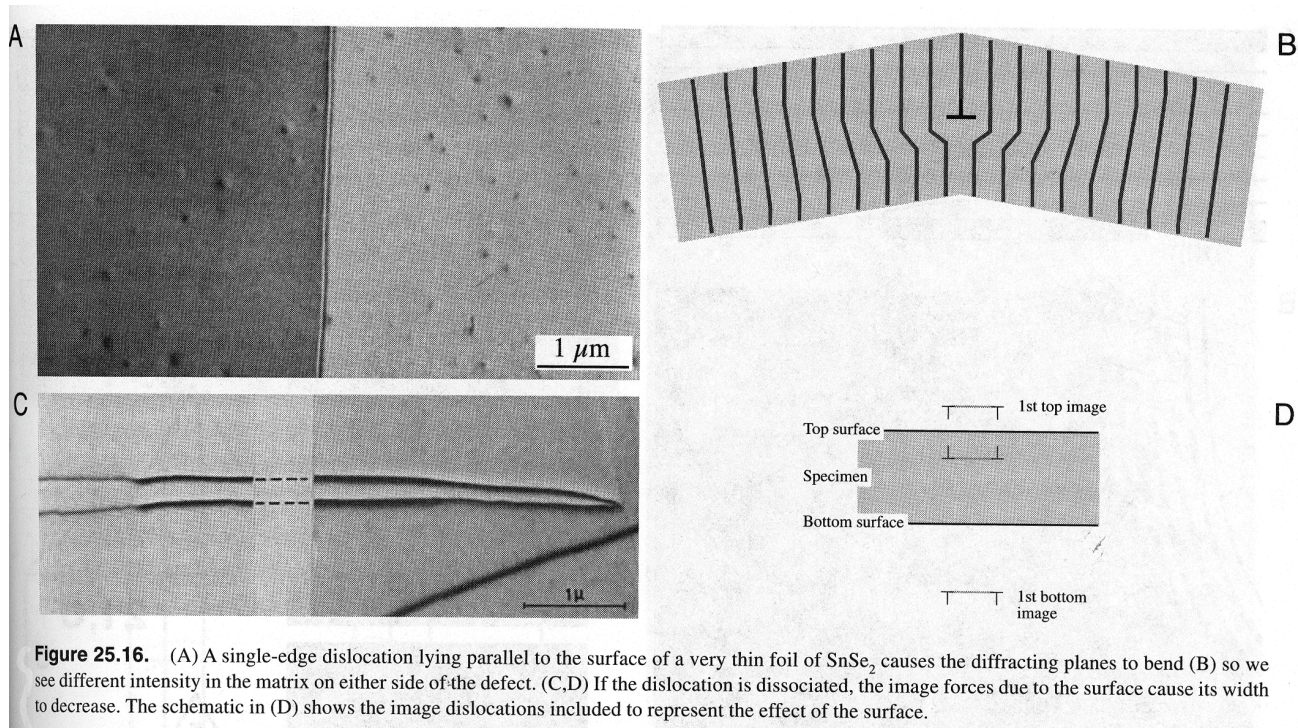 A
B
1 μm
C
D
1st top image
Top surface
Specimen
Bottom surface
1μ
1st bottom
image
Figure 25.16. (A) A single-edge dislocation lying parallel to the surface of a very thin foil of SnSe₂ causes the diffracting planes to bend (B) so we
see different intensity in the matrix on either side of the defect. (C,D) If the dislocation is dissociated, the image forces due to the surface cause its width
to decrease. The schematic in (D) shows the image dislocations included to represent the effect of the surface.